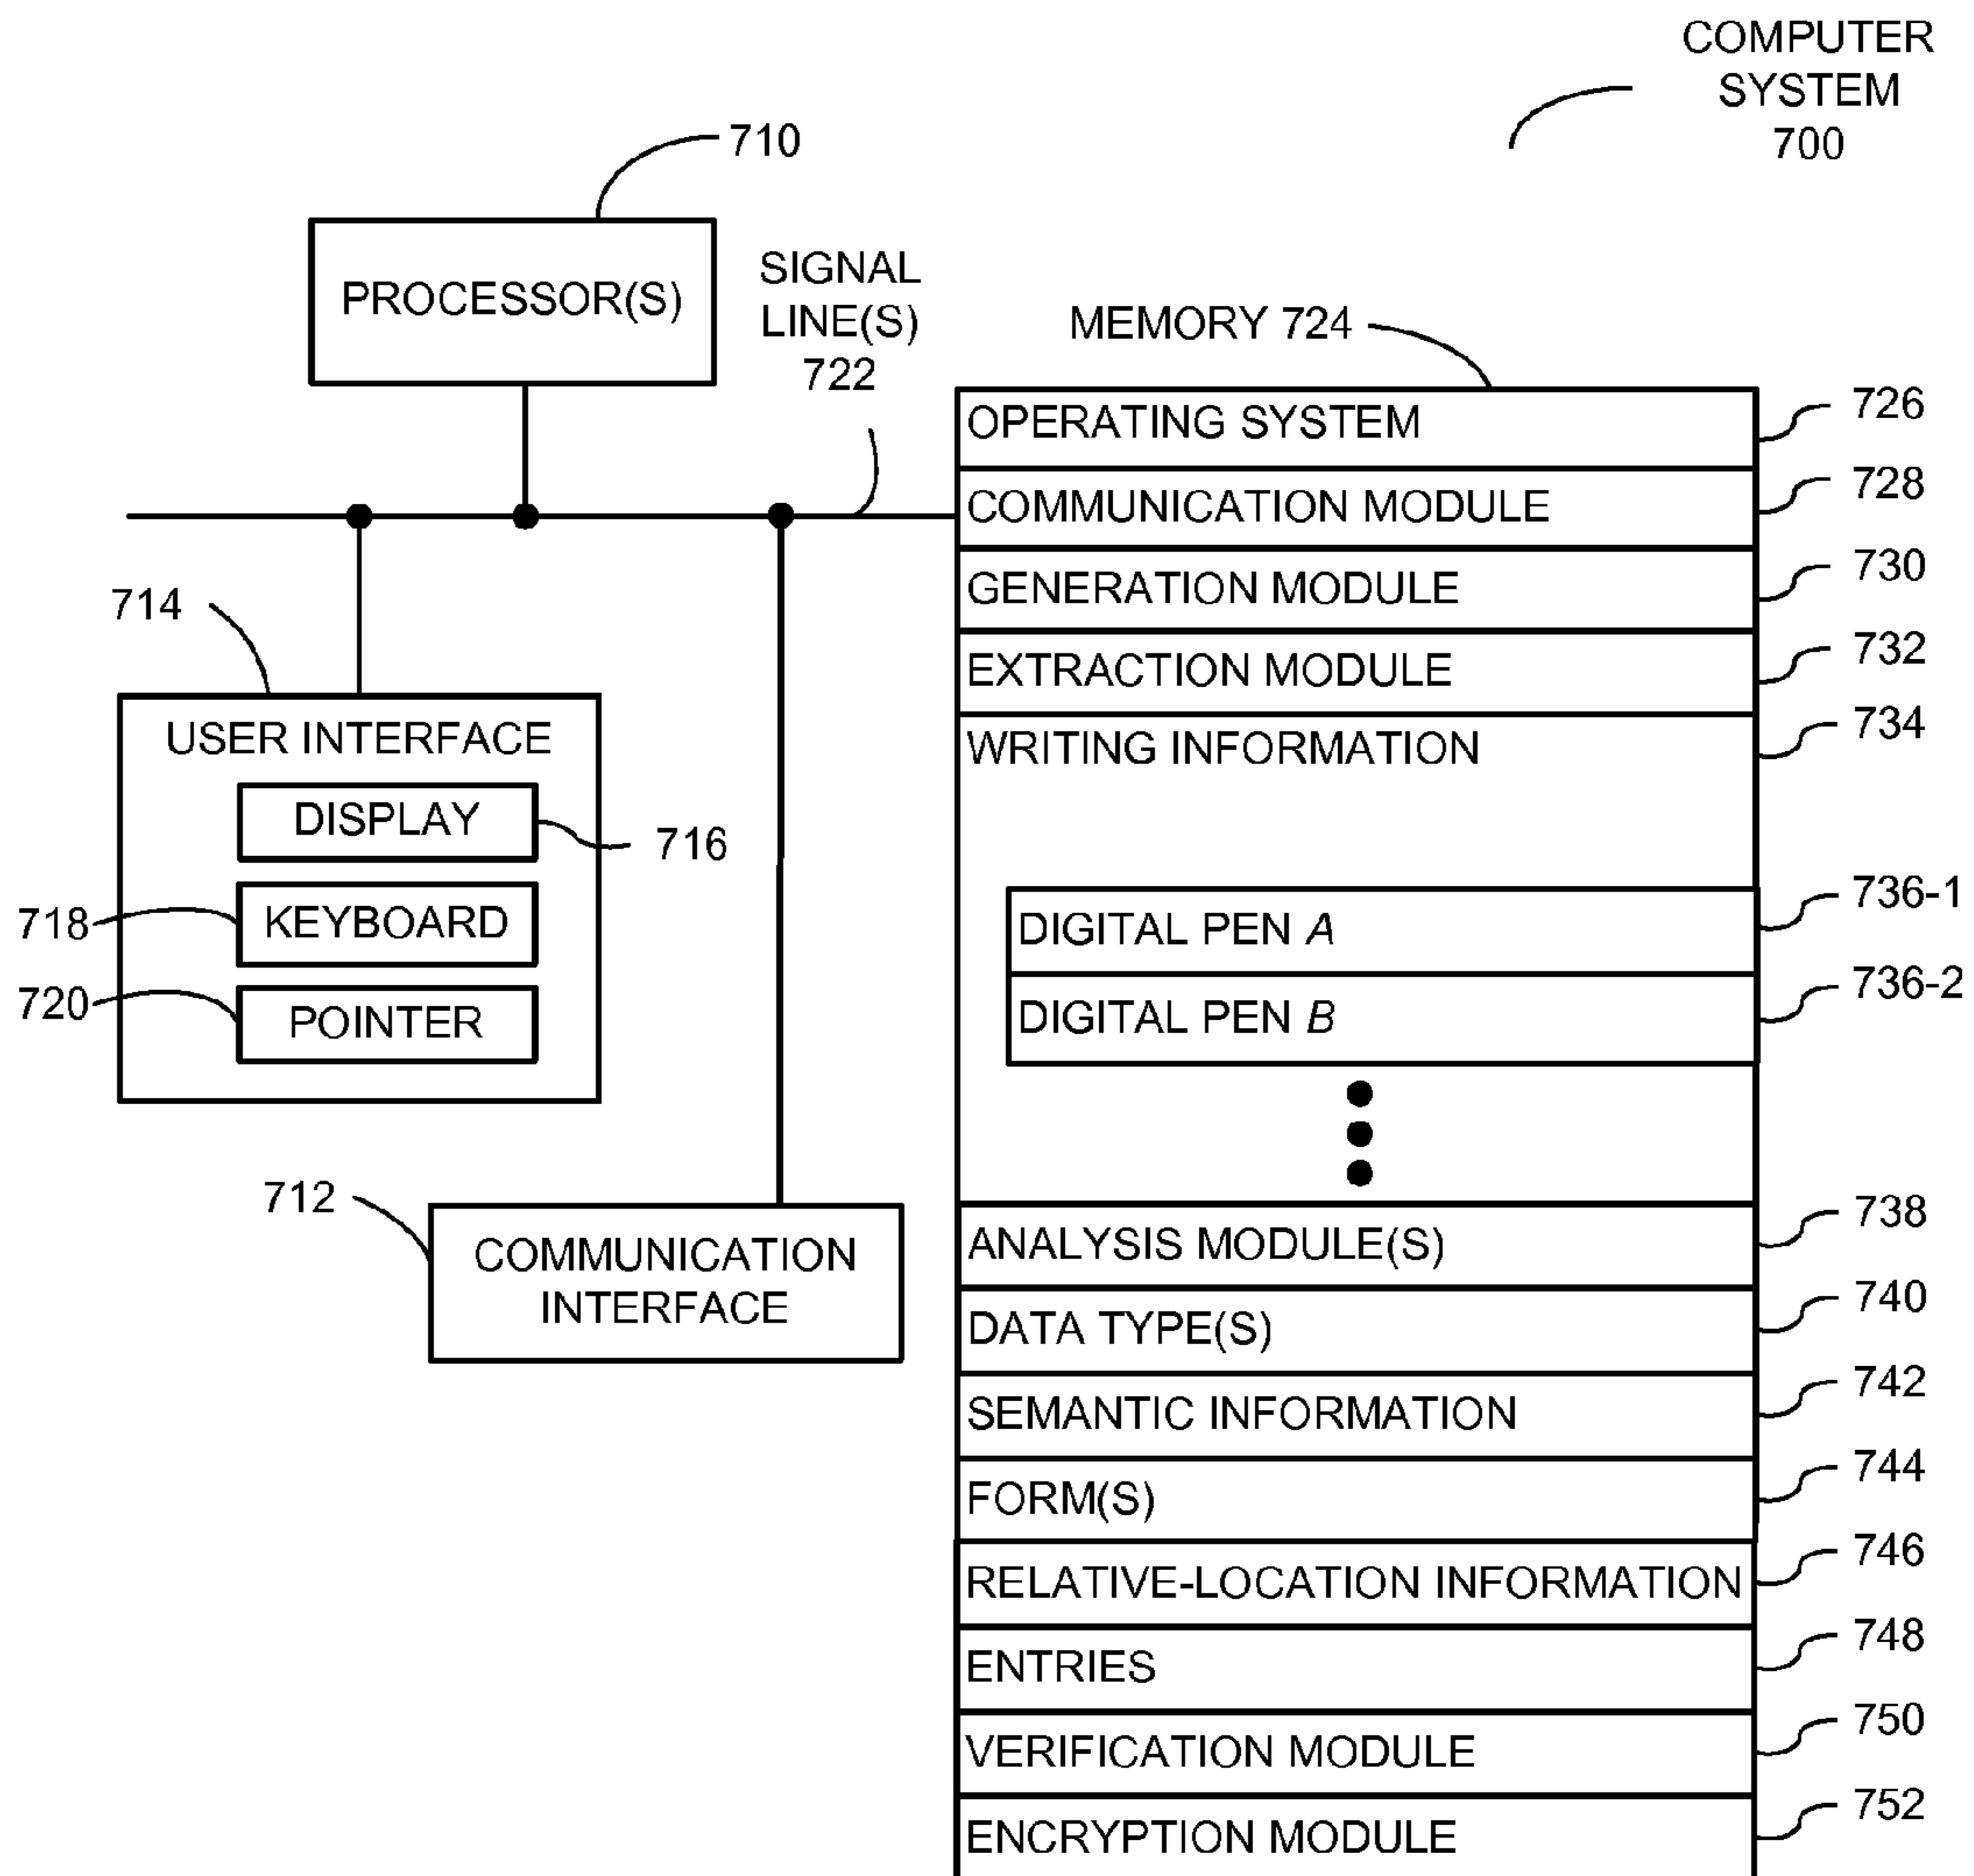 COMPUTER
SYSTEM
700
710
PROCESSOR(S)
SIGNAL
LINE(S)
722
MEMORY 724
OPERATING SYSTEM
726
COMMUNICATION MODULE
728
GENERATION MODULE
730
EXTRACTION MODULE
732
WRITING INFORMATION
734
DIGITAL PEN A
736-1
DIGITAL PEN B
736-2
ANALYSIS MODULE(S)
738
DATA TYPE(S)
740
SEMANTIC INFORMATION
742
FORM(S)
744
RELATIVE-LOCATION INFORMATION
746
ENTRIES
748
VERIFICATION MODULE
750
ENCRYPTION MODULE
752
714
USER INTERFACE
DISPLAY
716
718
KEYBOARD
720
POINTER
712
COMMUNICATION
INTERFACE